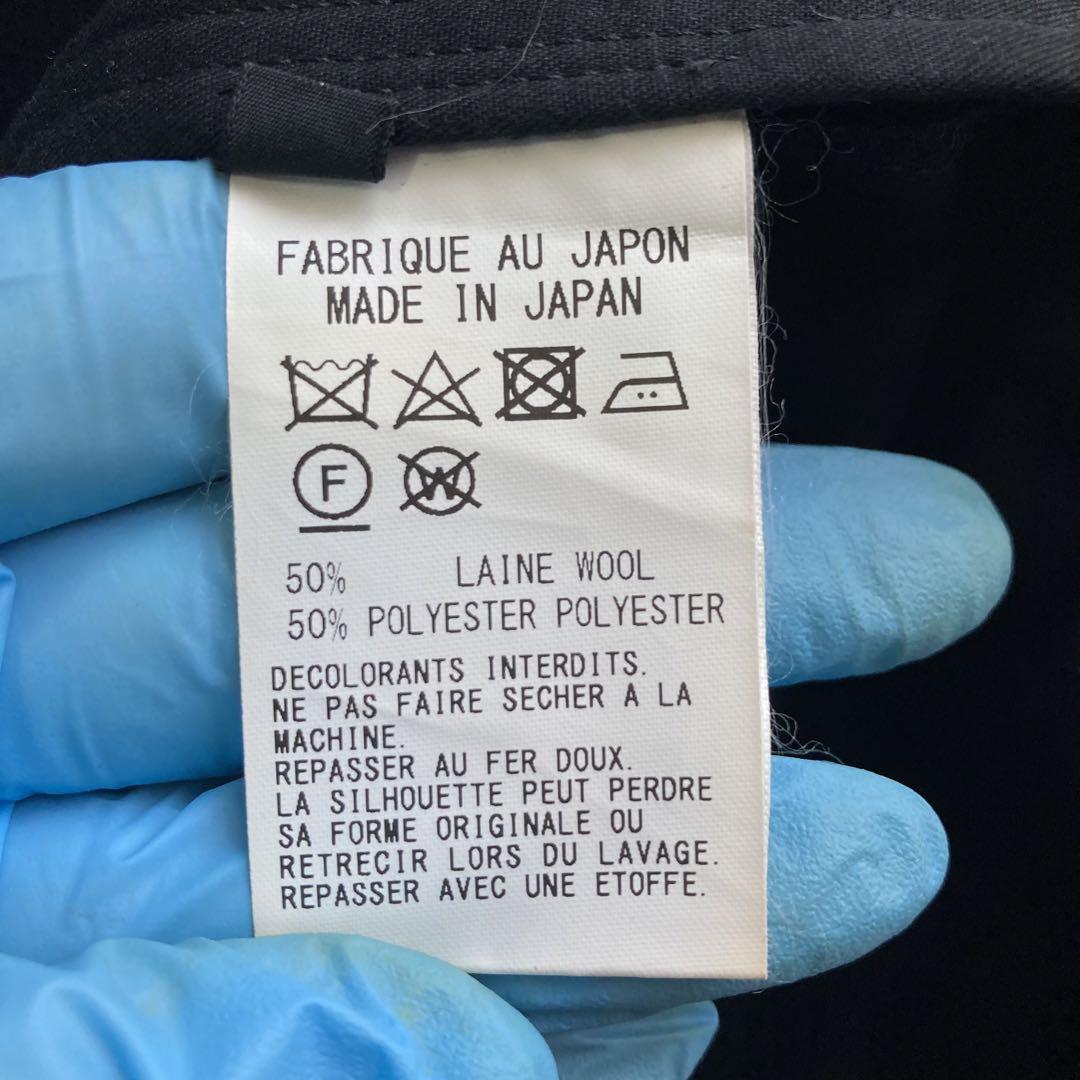 FABRIQUE AU JAPON
MADE IN JAPAN
F W
50% LAINE WOOL
50% POLYESTER POLYESTER
DECOLORANTS INTERDITS.
NE PAS FAIRE SECHER A LA
MACHINE.
REPASSER AU FER DOUX.
LA SILHOUETTE PEUT PERDRE
SA FORME ORIGINALE OU
RETRECIR LORS DU LAVAGE.
REPASSER AVEC UNE ETOFFE.